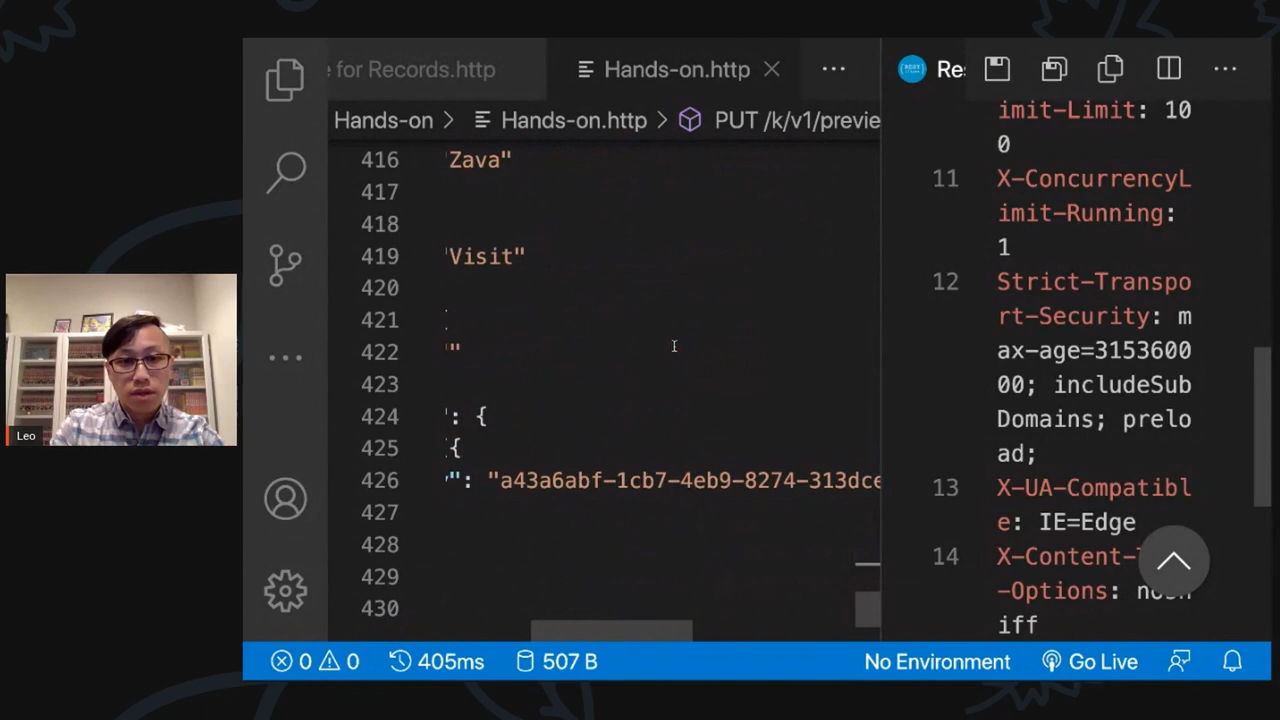 e for Records.http
Hands-on.http
Hands-on > Hands-on.http > PUT /k/v1/previe
416 "Zava"
417
418
419 "Visit"
420
421
422 "
423
424 ": {
425 {
426 ": "a43a6abf-1cb7-4eb9-8274-313dce
427
428
429
430
Res
imit-Limit: 10
0
11 X-ConcurrencyL
imit-Running:
1
12 Strict-Transpo
rt-Security: m
ax-age=3153600
00; includeSub
Domains; prelo
ad;
13 X-UA-Compatibl
e: IE=Edge
14 X-Content-
-Options: nosn
iff
Leo
0 0 405ms 507 B No Environment Go Live